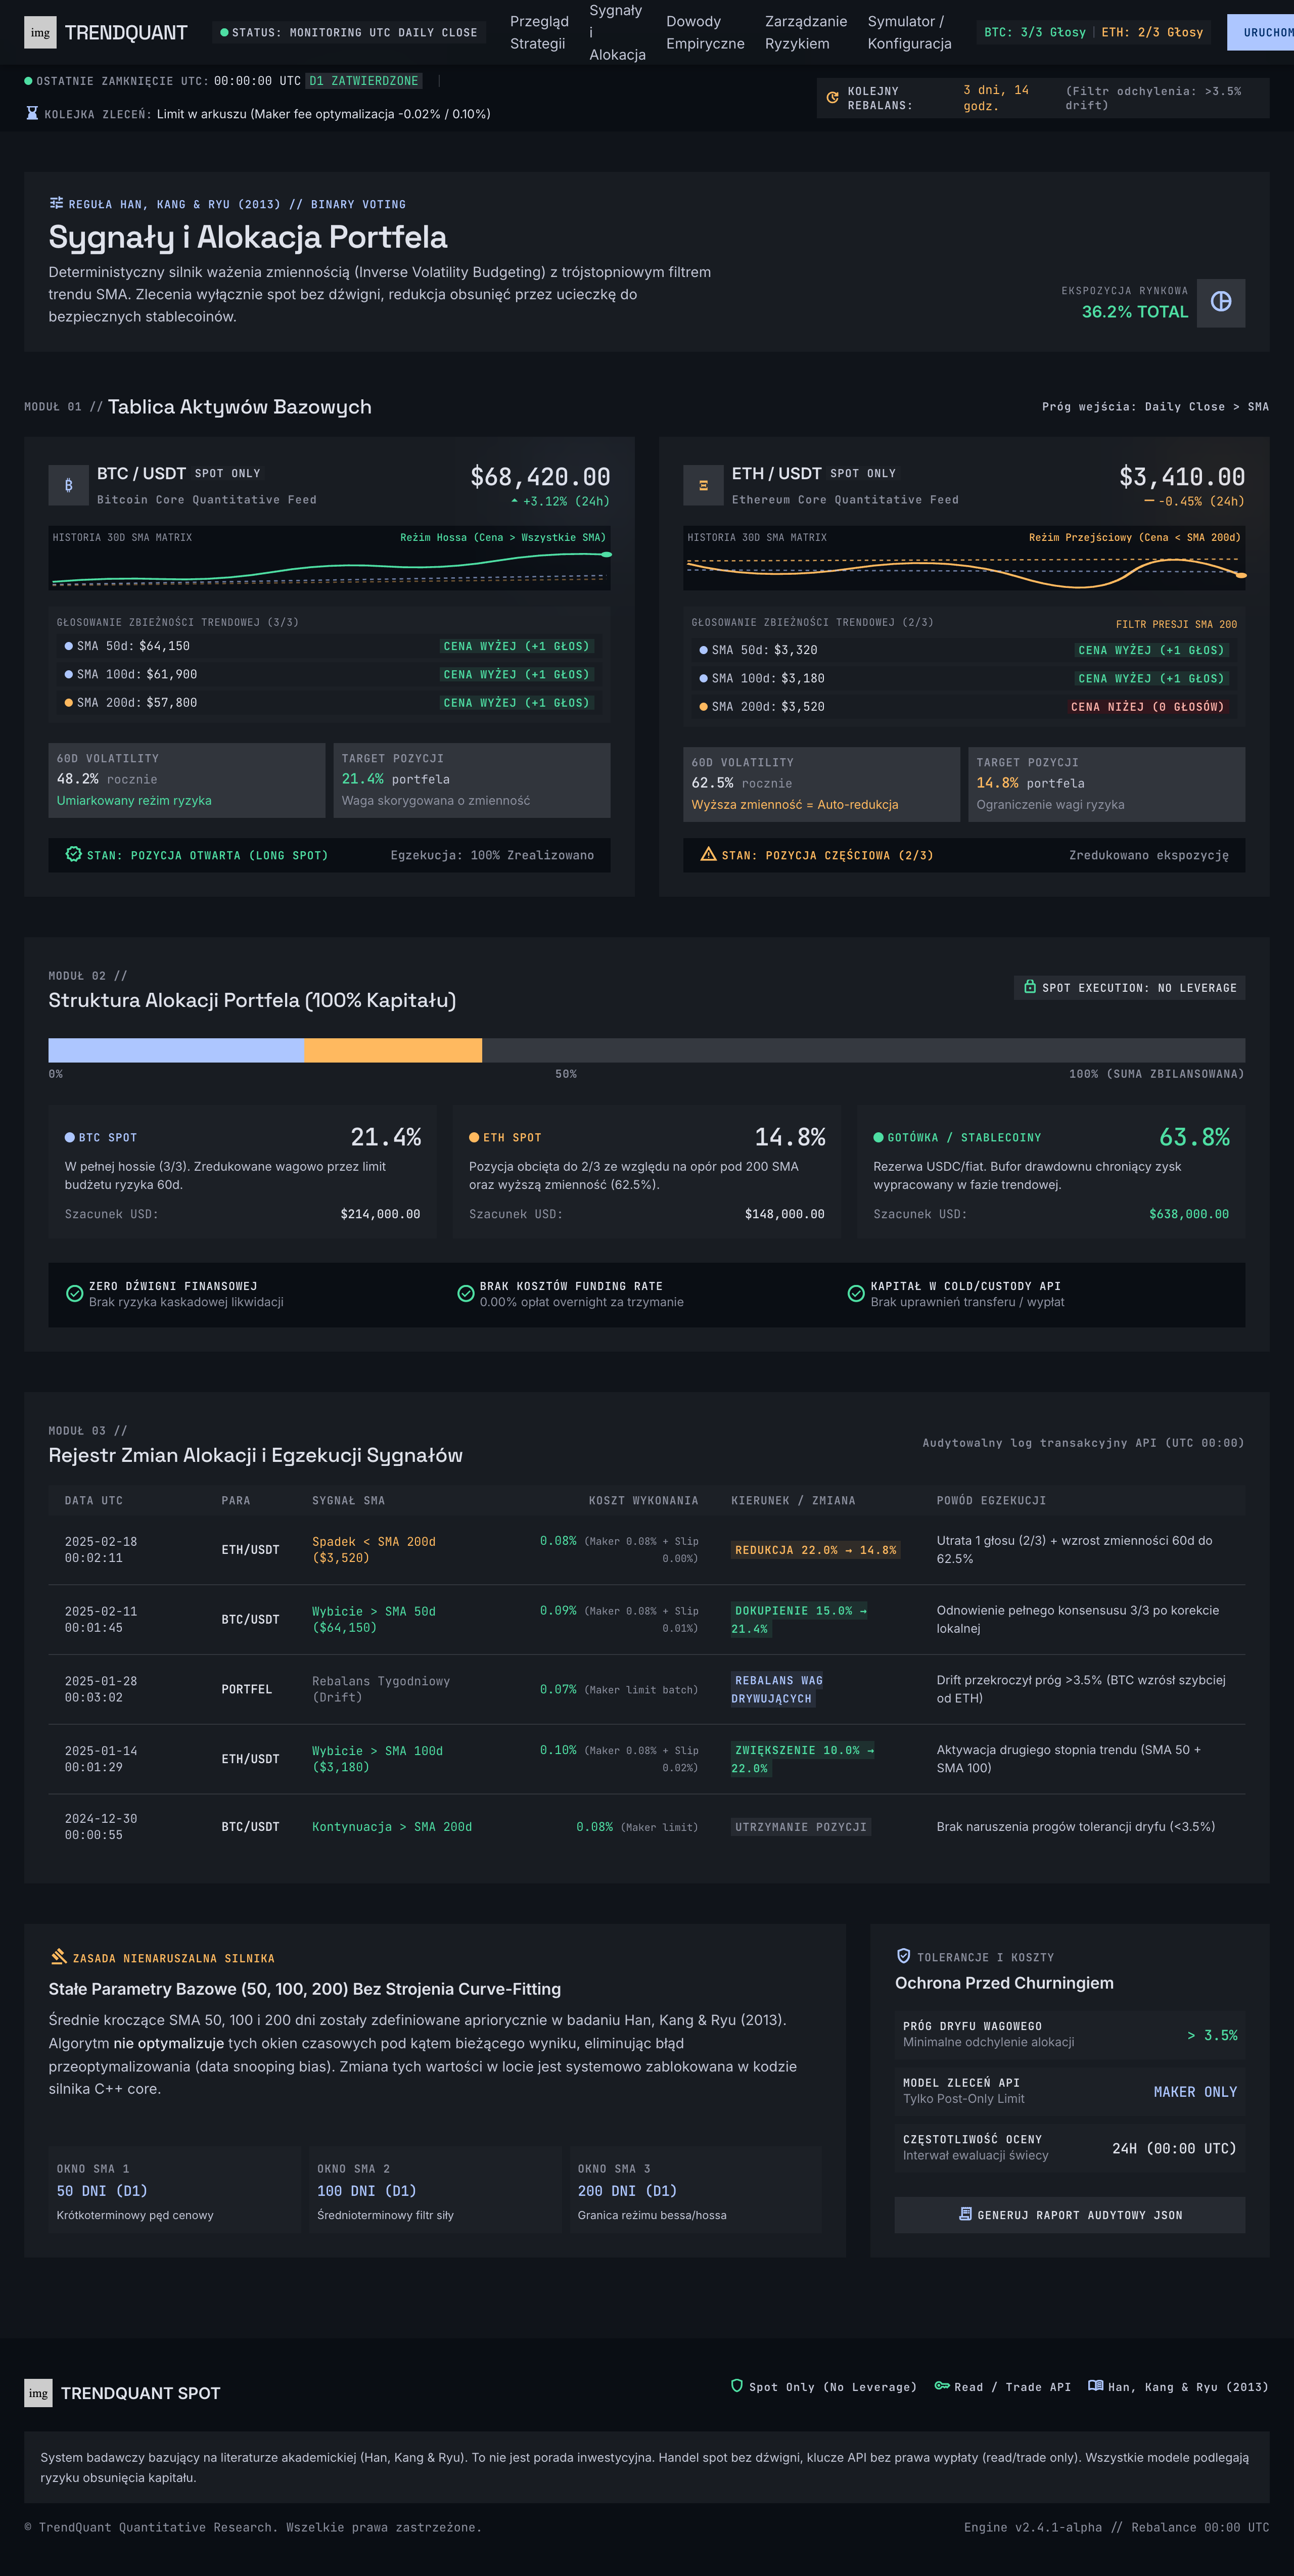 img TRENDQUANT
STATUS: MONITORING UTC DAILY CLOSE
Przegląd
Strategii
Sygnały
i
Alokacja
Dowody
Empiryczne
Zarządzanie
Ryzykiem
Symulator /
Konfiguracja
BTC: 3/3 Głosy | ETH: 2/3 Głosy
URUCHOM
OSTATNIE ZAMKNIĘCIE UTC: 00:00:00 UTC D1 ZATWIERDZONE |
KOLEJKA ZLECEŃ: Limit w arkuszu (Maker fee optymalizacja -0.02% / 0.10%)
KOLEJNY
REBALANS:
3 dni, 14
godz.
(Filtr odchylenia: >3.5%
drift)
REGUŁA HAN, KANG & RYU (2013) // BINARY VOTING
Sygnały i Alokacja Portfela
Deterministyczny silnik ważenia zmiennością (Inverse Volatility Budgeting) z trójstopniowym filtrem
trendu SMA. Zlecenia wyłącznie spot bez dźwigni, redukcja obsunięć przez ucieczkę do
bezpiecznych stablecoinów.
EKSPOZYCJA RYNKOWA
36.2% TOTAL
MODUŁ 01 // Tablica Aktywów Bazowych
Próg wejścia: Daily Close > SMA
₿
BTC / USDT SPOT ONLY
Bitcoin Core Quantitative Feed
$68,420.00
+3.12% (24h)
HISTORIA 30D SMA MATRIX
Reżim Hossa (Cena > Wszystkie SMA)
GŁOSOWANIE ZBIEŻNOŚCI TRENDOWEJ (3/3)
SMA 50d: $64,150 CENA WYŻEJ (+1 GŁOS)
SMA 100d: $61,900 CENA WYŻEJ (+1 GŁOS)
SMA 200d: $57,800 CENA WYŻEJ (+1 GŁOS)
60D VOLATILITY
48.2% rocznie
Umiarkowany reżim ryzyka
TARGET POZYCJI
21.4% portfela
Waga skorygowana o zmienność
STAN: POZYCJA OTWARTA (LONG SPOT)
Egzekucja: 100% Zrealizowano
Ξ
ETH / USDT SPOT ONLY
Ethereum Core Quantitative Feed
$3,410.00
-0.45% (24h)
HISTORIA 30D SMA MATRIX
Reżim Przejściowy (Cena < SMA 200d)
GŁOSOWANIE ZBIEŻNOŚCI TRENDOWEJ (2/3)
FILTR PRESJI SMA 200
SMA 50d: $3,320 CENA WYŻEJ (+1 GŁOS)
SMA 100d: $3,180 CENA WYŻEJ (+1 GŁOS)
SMA 200d: $3,520 CENA NIŻEJ (0 GŁOSÓW)
60D VOLATILITY
62.5% rocznie
Wyższa zmienność = Auto-redukcja
TARGET POZYCJI
14.8% portfela
Ograniczenie wagi ryzyka
STAN: POZYCJA CZĘŚCIOWA (2/3)
Zredukowano ekspozycję
MODUŁ 02 //
Struktura Alokacji Portfela (100% Kapitału)
SPOT EXECUTION: NO LEVERAGE
0% 50% 100% (SUMA ZBILANSOWANA)
BTC SPOT 21.4%
W pełnej hossie (3/3). Zredukowane wagowo przez limit
budżetu ryzyka 60d.
Szacunek USD: $214,000.00
ETH SPOT 14.8%
Pozycja obcięta do 2/3 ze względu na opór pod 200 SMA
oraz wyższą zmienność (62.5%).
Szacunek USD: $148,000.00
GOTÓWKA / STABLECOINY 63.8%
Rezerwa USDC/fiat. Bufor drawdownu chroniący zysk
wypracowany w fazie trendowej.
Szacunek USD: $638,000.00
ZERO DŹWIGNI FINANSOWEJ
Brak ryzyka kaskadowej likwidacji
BRAK KOSZTÓW FUNDING RATE
0.00% opłat overnight za trzymanie
KAPITAŁ W COLD/CUSTODY API
Brak uprawnień transferu / wypłat
MODUŁ 03 //
Rejestr Zmian Alokacji i Egzekucji Sygnałów
Audytowalny log transakcyjny API (UTC 00:00)
DATA UTC PARA SYGNAŁ SMA KOSZT WYKONANIA KIERUNEK / ZMIANA POWÓD EGZEKUCJI
2025-02-18
00:02:11
ETH/USDT
Spadek < SMA 200d
($3,520)
0.08% (Maker 0.08% + Slip
0.00%)
REDUKCJA 22.0% → 14.8%
Utrata 1 głosu (2/3) + wzrost zmienności 60d do
62.5%
2025-02-11
00:01:45
BTC/USDT
Wybicie > SMA 50d
($64,150)
0.09% (Maker 0.08% + Slip
0.01%)
DOKUPIENIE 15.0% →
21.4%
Odnowienie pełnego konsensusu 3/3 po korekcie
lokalnej
2025-01-28
00:03:02
PORTFEL
Rebalans Tygodniowy
(Drift)
0.07% (Maker limit batch)
REBALANS WAG
DRYWUJĄCYCH
Drift przekroczył próg >3.5% (BTC wzrósł szybciej
od ETH)
2025-01-14
00:01:29
ETH/USDT
Wybicie > SMA 100d
($3,180)
0.10% (Maker 0.08% + Slip
0.02%)
ZWIĘKSZENIE 10.0% →
22.0%
Aktywacja drugiego stopnia trendu (SMA 50 +
SMA 100)
2024-12-30
00:00:55
BTC/USDT
Kontynuacja > SMA 200d
0.08% (Maker limit)
UTRZYMANIE POZYCJI
Brak naruszenia progów tolerancji dryfu (<3.5%)
ZASADA NIENARUSZALNA SILNIKA
Stałe Parametry Bazowe (50, 100, 200) Bez Strojenia Curve-Fitting
Średnie kroczące SMA 50, 100 i 200 dni zostały zdefiniowane apriorycznie w badaniu Han, Kang & Ryu (2013).
Algorytm nie optymalizuje tych okien czasowych pod kątem bieżącego wyniku, eliminując błąd
przeoptymalizowania (data snooping bias). Zmiana tych wartości w locie jest systemowo zablokowana w kodzie
silnika C++ core.
OKNO SMA 1
50 DNI (D1)
Krótkoterminowy pęd cenowy
OKNO SMA 2
100 DNI (D1)
Średnioterminowy filtr siły
OKNO SMA 3
200 DNI (D1)
Granica reżimu bessa/hossa
TOLERANCJE I KOSZTY
Ochrona Przed Churningiem
PRÓG DRYFU WAGOWEGO
Minimalne odchylenie alokacji
> 3.5%
MODEL ZLECEŃ API
Tylko Post-Only Limit
MAKER ONLY
CZĘSTOTLIWOŚĆ OCENY
Interwał ewaluacji świecy
24H (00:00 UTC)
GENERUJ RAPORT AUDYTOWY JSON
img TRENDQUANT SPOT
Spot Only (No Leverage) Read / Trade API Han, Kang & Ryu (2013)
System badawczy bazujący na literaturze akademickiej (Han, Kang & Ryu). To nie jest porada inwestycyjna. Handel spot bez dźwigni, klucze API bez prawa wypłaty (read/trade only). Wszystkie modele podlegają
ryzyku obsunięcia kapitału.
© TrendQuant Quantitative Research. Wszelkie prawa zastrzeżone.
Engine v2.4.1-alpha // Rebalance 00:00 UTC